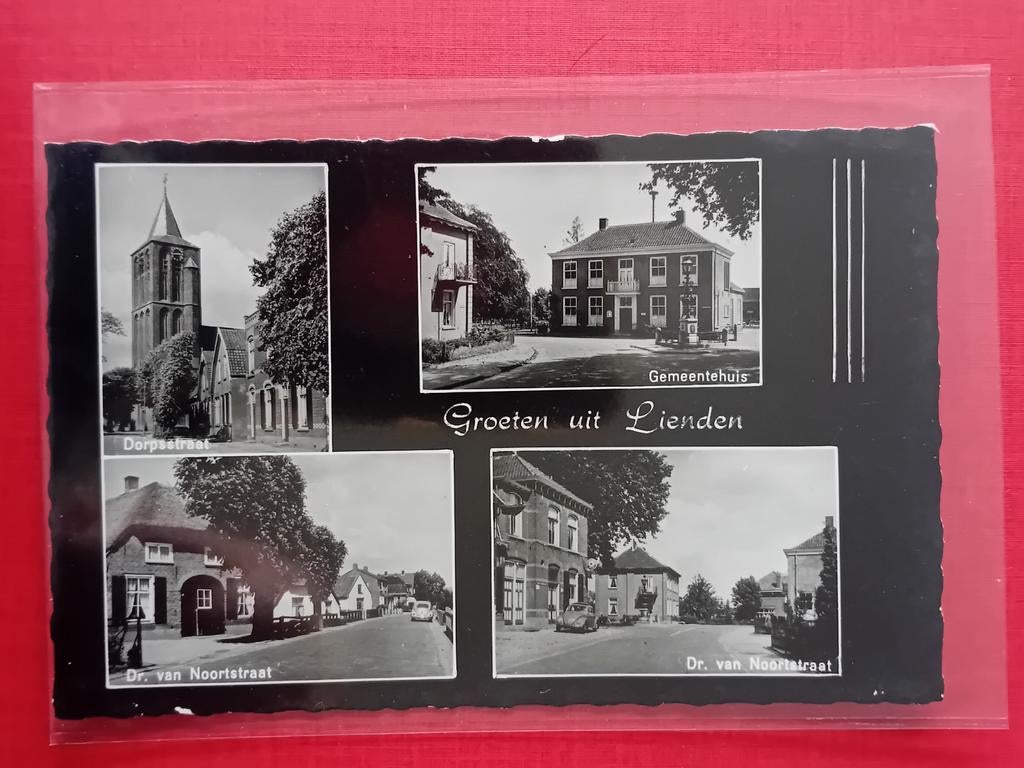 Dorpsstraat
Gemeentehuis
Groeten uit Lienden
Dr. van Noortstraat
Dr. van Noortstraat